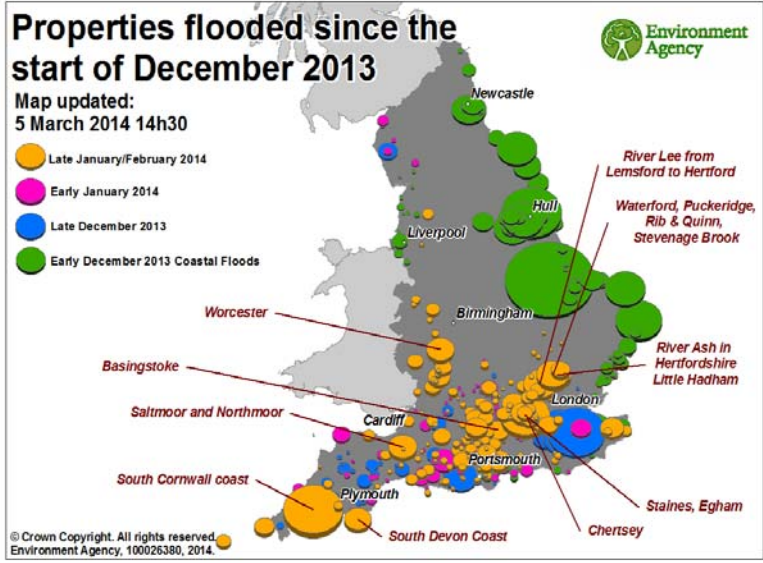 Properties flooded since the
start of December 2013
Map updated:
5 March 2014 14h30
Environment
Agency
Late January/February 2014
Early January 2014
Late December 2013
Early December 2013 Coastal Floods
Newcastle
River Lee from
Lemsford to Hertford
Waterford, Puckeridge,
Rib & Quinn,
Stevenage Brook
Hull
Liverpool
Worcester
Birmingham
Basingstoke
River Ash in
Hertfordshire
Little Hadham
London
Saltmoor and Northmoor
Cardiff
Portsmouth
South Cornwall coast
Plymouth
Staines, Egham
Chertsey
South Devon Coast
© Crown Copyright. All rights reserved.
Environment Agency, 100026380, 2014.